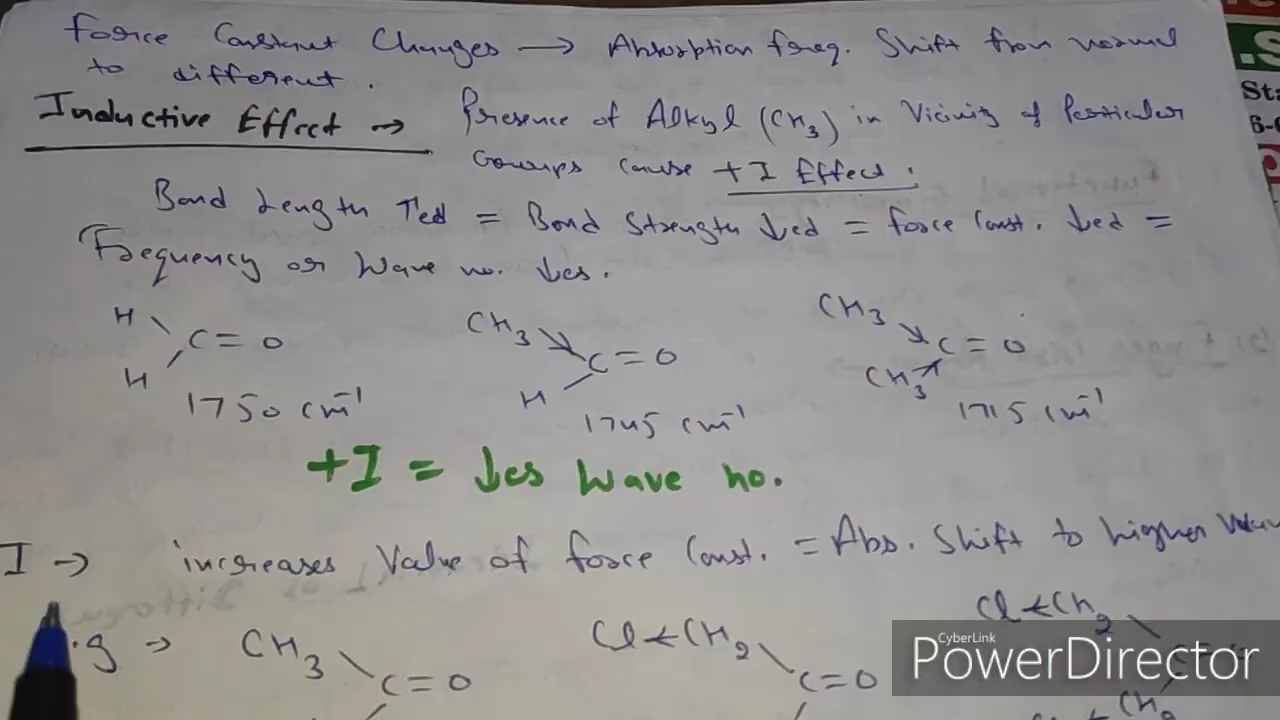 Force Constant Changes → Absorption freq. Shift from normal
to different.
Inductive Effect → Presence of Alkyl (CH3) in Vicinity of Particular
Groups cause +I Effect.
Bond Length ↑ed = Bond Strength ↓ed = force Const. ↓ed =
Frequency or Wave no. ↓es.
H CH3 CH3
C=O C=O C=O
H H CH3
1750 cm-1 1745 cm-1 1715 cm-1
+I = ↓es Wave no.
I → increases Value of force Const. = Abs. Shift to higher
.g → CH3 Cl←CH2 Cl←CH2
C=O C=O
CH2
CyberLink
PowerDirector
.S
Sta
6-